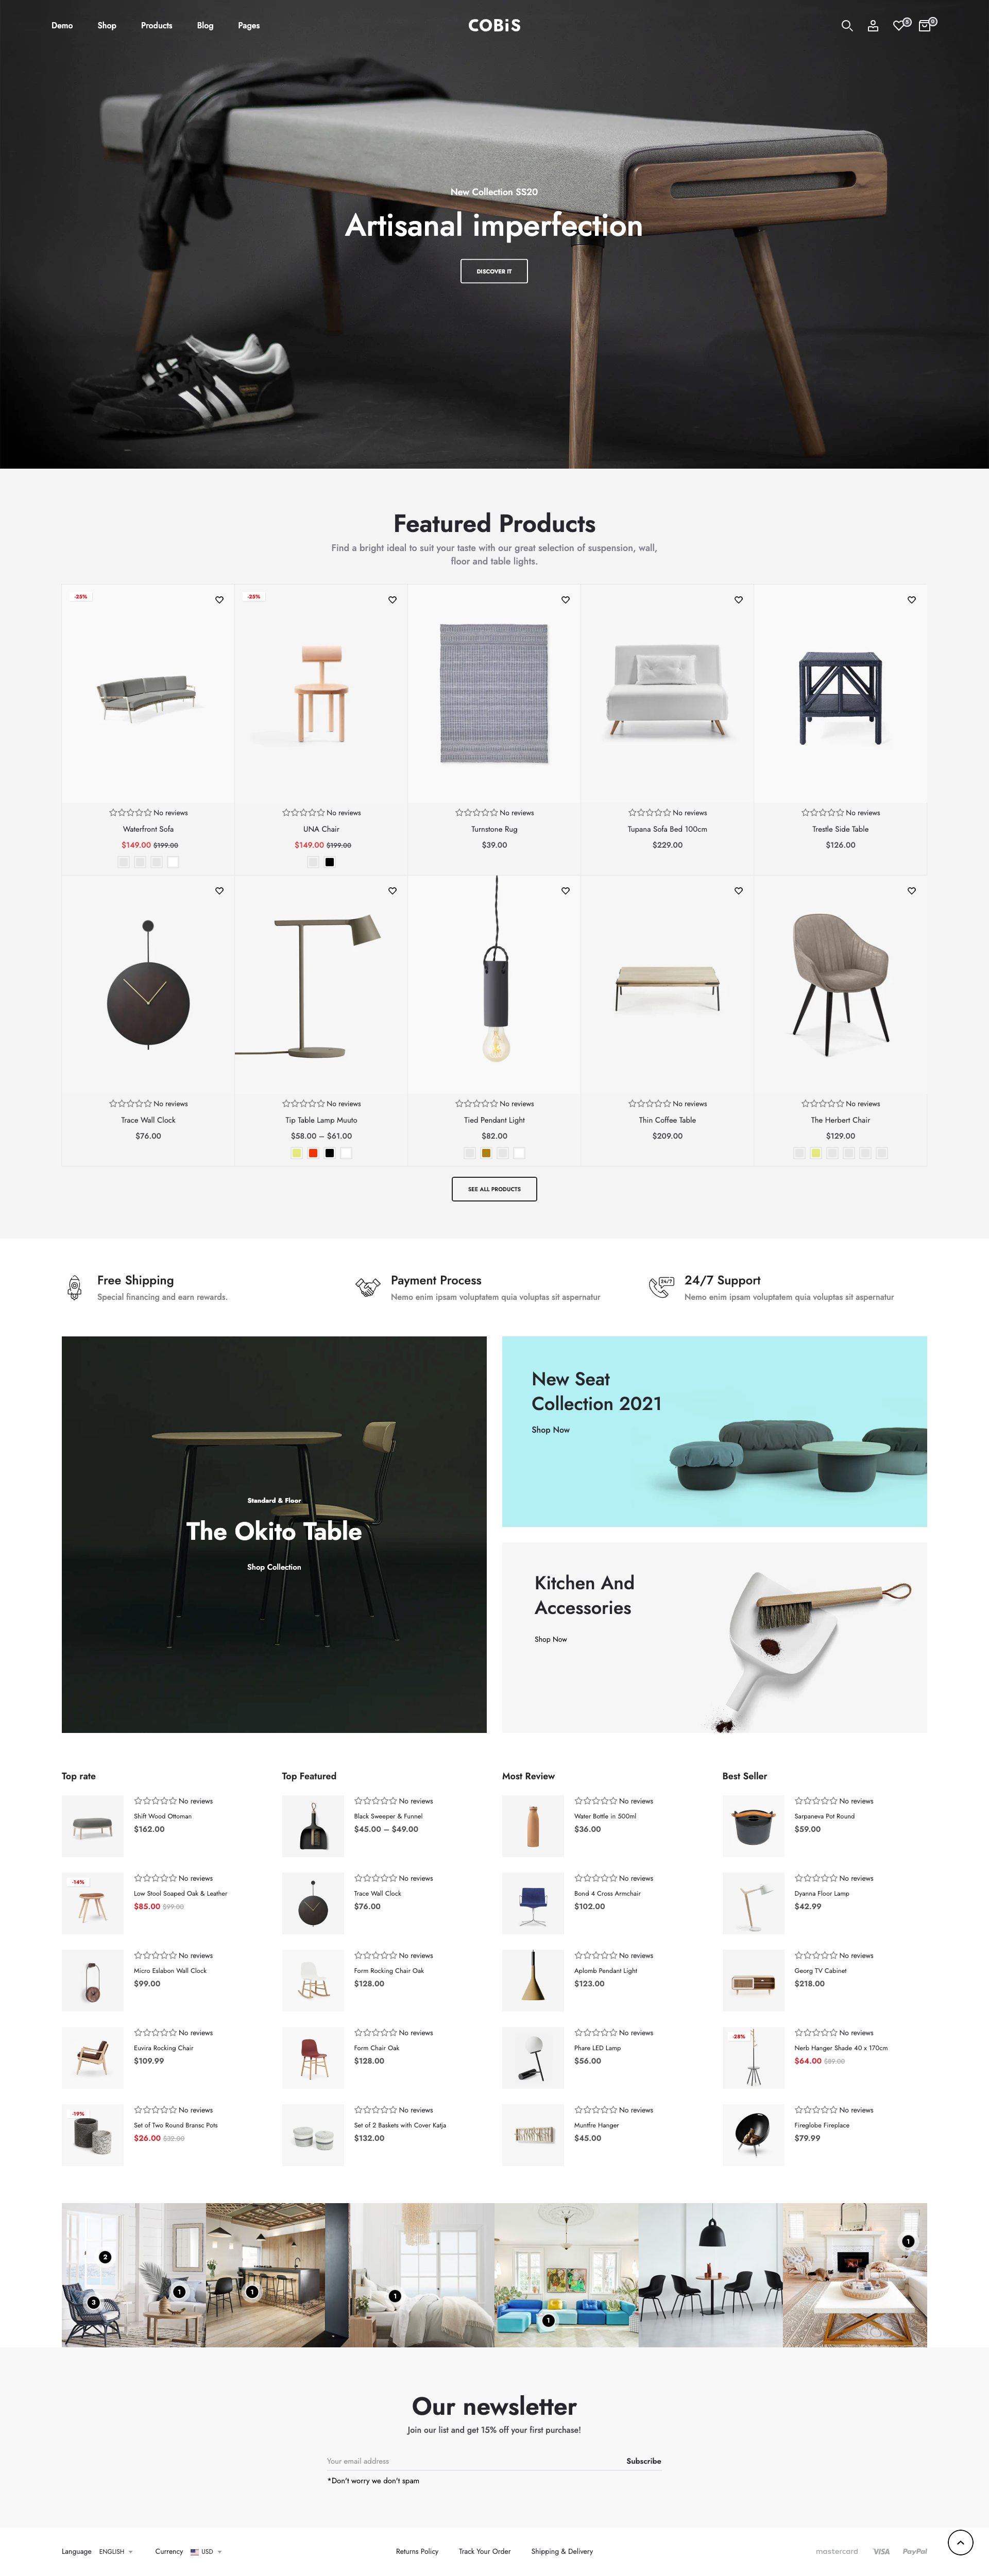 Demo Shop Products Blog Pages
COBiS
0 0
New Collection SS20
Artisanal imperfection
DISCOVER IT
Featured Products
Find a bright ideal to suit your taste with our great selection of suspension, wall,
floor and table lights.
-25%
-25%
No reviews
Waterfront Sofa
$149.00 $199.00
No reviews
UNA Chair
$149.00 $199.00
No reviews
Turnstone Rug
$39.00
No reviews
Tupana Sofa Bed 100cm
$229.00
No reviews
Trestle Side Table
$126.00
No reviews
Trace Wall Clock
$76.00
No reviews
Tip Table Lamp Muuto
$58.00 – $61.00
No reviews
Tied Pendant Light
$82.00
No reviews
Thin Coffee Table
$209.00
No reviews
The Herbert Chair
$129.00
SEE ALL PRODUCTS
Free Shipping
Special financing and earn rewards.
Payment Process
Nemo enim ipsam voluptatem quia voluptas sit aspernatur
24/7
24/7 Support
Nemo enim ipsam voluptatem quia voluptas sit aspernatur
Standard & Floor
The Okito Table
Shop Collection
New Seat
Collection 2021
Shop Now
Kitchen And
Accessories
Shop Now
Top rate
No reviews
Shift Wood Ottoman
$162.00
-14%
No reviews
Low Stool Soaped Oak & Leather
$85.00 $99.00
No reviews
Micro Eslabon Wall Clock
$99.00
No reviews
Euvira Rocking Chair
$109.99
-19%
No reviews
Set of Two Round Bransc Pots
$26.00 $32.00
Top Featured
No reviews
Black Sweeper & Funnel
$45.00 – $49.00
No reviews
Trace Wall Clock
$76.00
No reviews
Form Rocking Chair Oak
$128.00
No reviews
Form Chair Oak
$128.00
No reviews
Set of 2 Baskets with Cover Katja
$132.00
Most Review
No reviews
Water Bottle in 500ml
$36.00
No reviews
Bond 4 Cross Armchair
$102.00
No reviews
Aplomb Pendant Light
$123.00
No reviews
Phare LED Lamp
$56.00
No reviews
Muntfre Hanger
$45.00
Best Seller
No reviews
Sarpaneva Pot Round
$59.00
No reviews
Dyanna Floor Lamp
$42.99
No reviews
Georg TV Cabinet
$218.00
-28%
No reviews
Nerb Hanger Shade 40 x 170cm
$64.00 $89.00
No reviews
Fireglobe Fireplace
$79.99
2
3
1
1
1
1
1
Our newsletter
Join our list and get 15% off your first purchase!
Your email address Subscribe
*Don't worry we don't spam
Language ENGLISH Currency USD
Returns Policy Track Your Order Shipping & Delivery
mastercard VISA PayPal